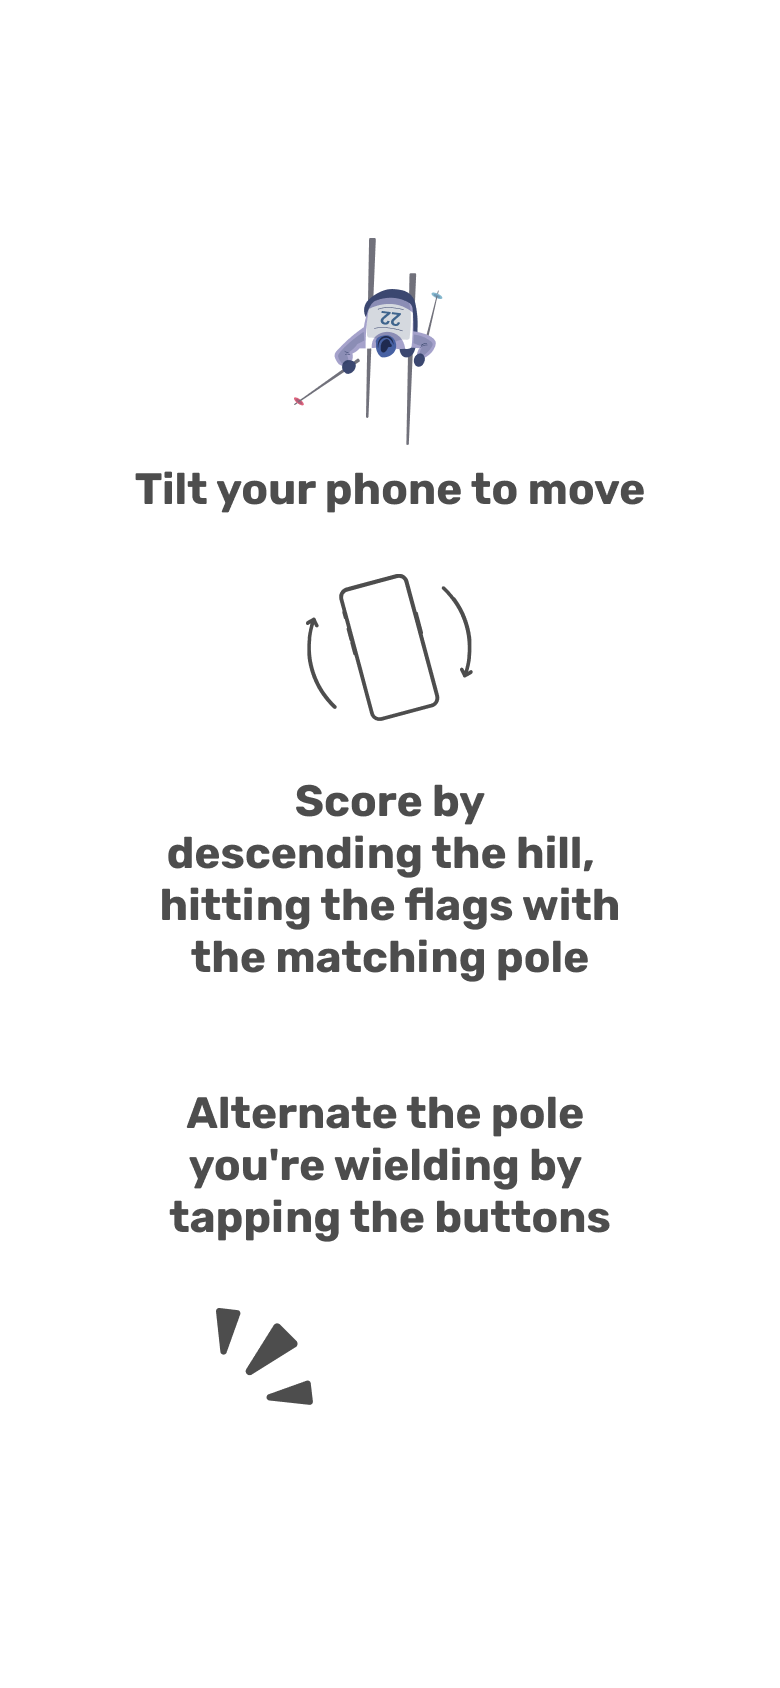 22
Tilt your phone to move
Score by
descending the hill,
hitting the flags with
the matching pole
Alternate the pole
you're wielding by
tapping the buttons